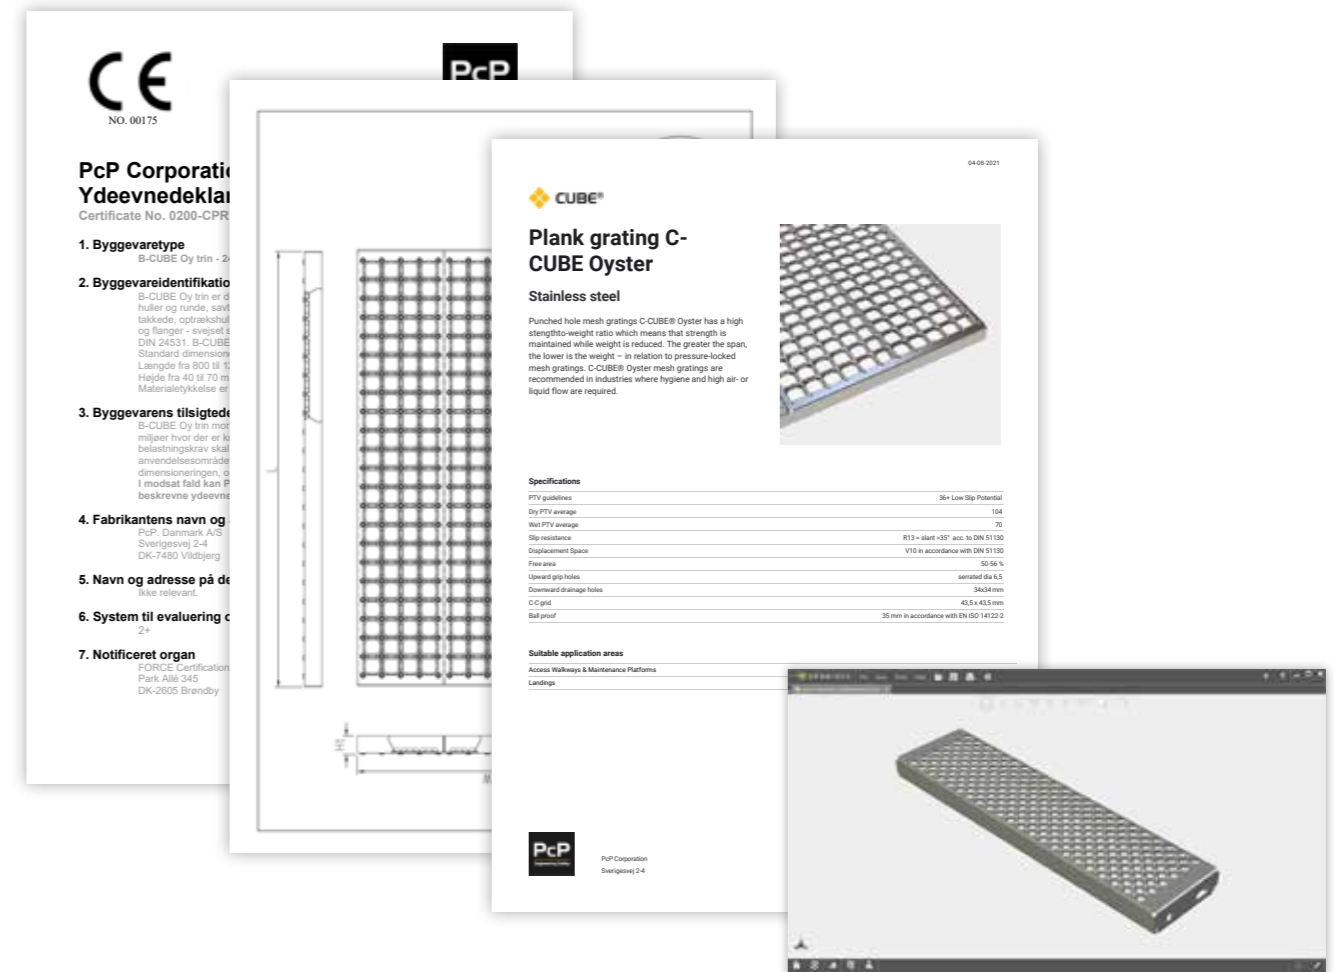 CE
NO. 00175
PcP
PcP Corporatio
Ydeevnedeklar
Certificate No. 0200-CPR
1. Byggevaretype
B-CUBE Oy trin - 24
2. Byggevareidentifikatio
B-CUBE Oy trin er d
huller og runde, savt
takkede, optrækshul
og flanger - svejset s
DIN 24531. B-CUBE
Standard dimensione
Længde fra 800 til 12
Højde fra 40 til 70 m
Materialetykkelse er
3. Byggevarens tilsigtede
B-CUBE Oy trin mon
miljøer hvor der er k
belastningskrav skal
anvendelsesområde
dimensioneringen, o
I modsat fald kan P
beskrevne ydeevne
4. Fabrikantens navn og
PcP. Danmark A/S
Sverigesvej 2-4
DK-7480 Vildbjerg
5. Navn og adresse på de
Ikke relevant.
6. System til evaluering o
2+
7. Notificeret organ
FORCE Certification
Park Allé 345
DK-2605 Brøndby
L
H1
W
04-08-2021
CUBE®
Plank grating C-
CUBE Oyster
Stainless steel
Punched hole mesh gratings C-CUBE® Oyster has a high
stengthto-weight ratio which means that strength is
maintained while weight is reduced. The greater the span,
the lower is the weight – in relation to pressure-locked
mesh gratings. C-CUBE® Oyster mesh gratings are
recommended in industries where hygiene and high air- or
liquid flow are required.
Specifications
PTV guidelines 36+ Low Slip Potential
Dry PTV average 104
Wet PTV average 70
Slip resistance R13 = slant >35° acc. to DIN 51130
Displacement Space V10 in accordance with DIN 51130
Free area 50-56 %
Upward grip holes serrated dia 6,5
Downward drainage holes 34x34 mm
C-C grid 43,5 x 43,5 mm
Ball proof 35 mm in accordance with EN ISO 14122-2
Suitable application areas
Access Walkways & Maintenance Platforms
Landings
PcP
PcP Corporation
Sverigesvej 2-4